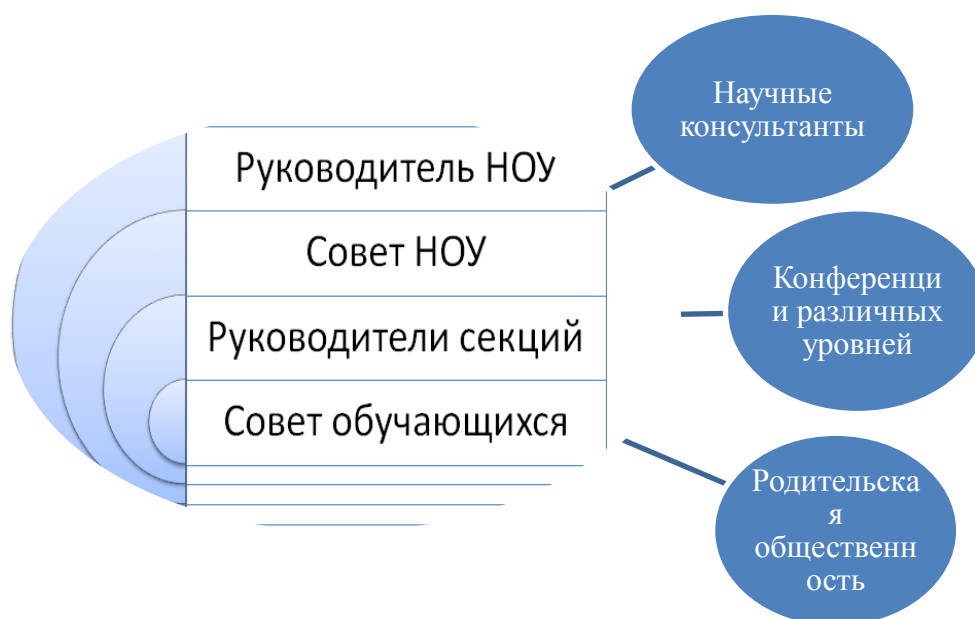 Руководитель НОУ
Совет НОУ
Руководители секций
Совет обучающихся
Научные
консультанты
Конференци
и различных
уровней
Родительска
я
общественн
ость